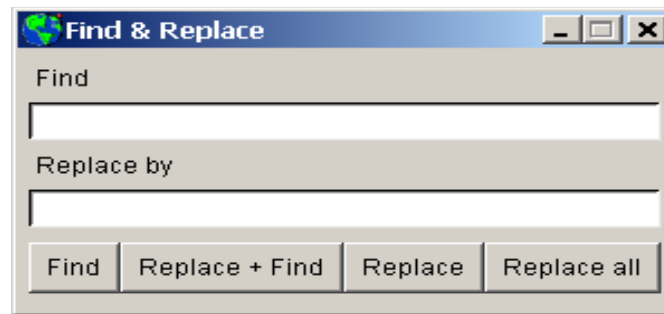 Find & Replace
Find
Replace by
Find Replace + Find Replace Replace all